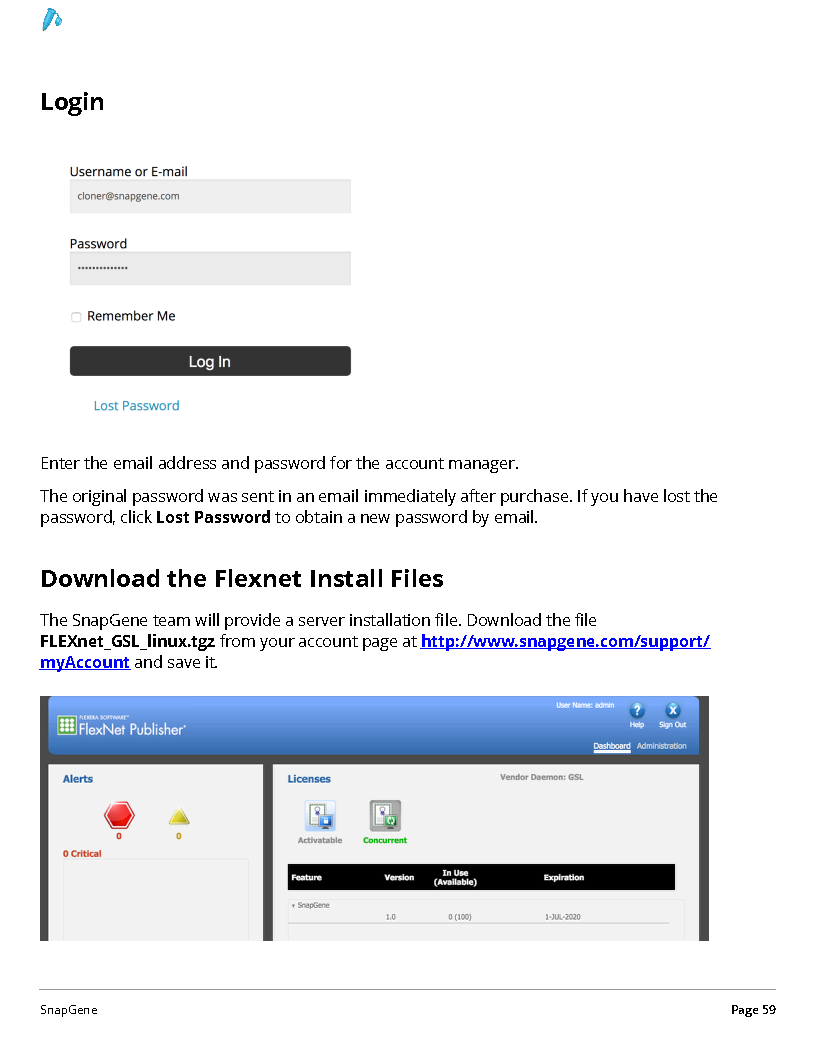 Login
Username or E-mail
cloner@snapgene.com
Password
••••••••••••••
Remember Me
Log In
Lost Password
Enter the email address and password for the account manager.
The original password was sent in an email immediately after purchase. If you have lost the
password, click Lost Password to obtain a new password by email.
Download the Flexnet Install Files
The SnapGene team will provide a server installation file. Download the file
FLEXnet_GSL_linux.tgz from your account page at http://www.snapgene.com/support/
myAccount and save it.
User Name: admin
FLEXERA SOFTWARE™
FlexNet Publisher®
Help Sign Out
Dashboard Administration
Alerts
0 0
0 Critical
Licenses
Vendor Daemon: GSL
Activatable Concurrent
Feature Version In Use (Available) Expiration
SnapGene
1.0 0 (100) 1-JUL-2020
SnapGene Page 59